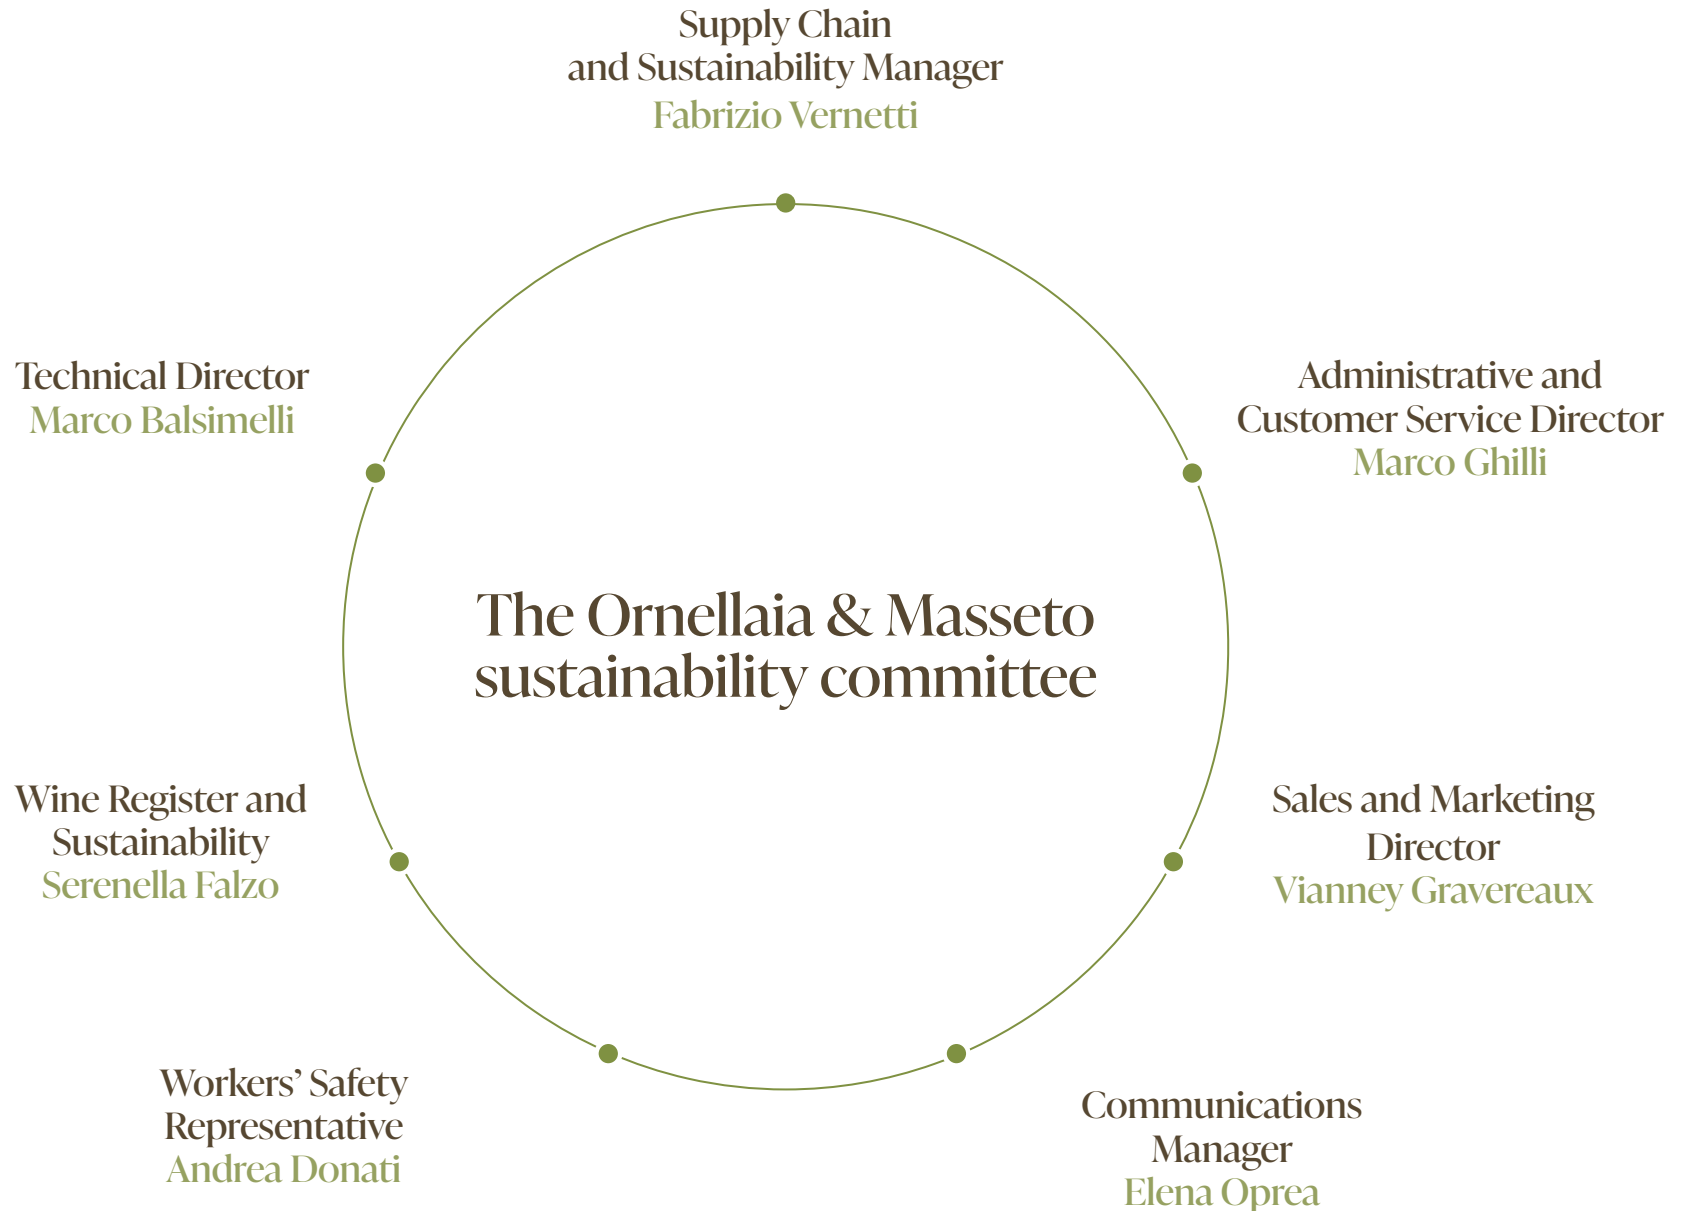 Supply Chain
and Sustainability Manager
Fabrizio Vernetti
Technical Director
Marco Balsimelli
Administrative and
Customer Service Director
Marco Ghilli
The Ornellaia & Masseto
sustainability committee
Wine Register and
Sustainability
Serenella Falzo
Sales and Marketing
Director
Vianney Gravereaux
Workers’ Safety
Representative
Andrea Donati
Communications
Manager
Elena Oprea